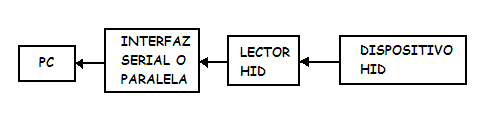 PC
INTERFAZ
SERIAL O
PARALELA
LECTOR
HID
DISPOSITIVO
HID